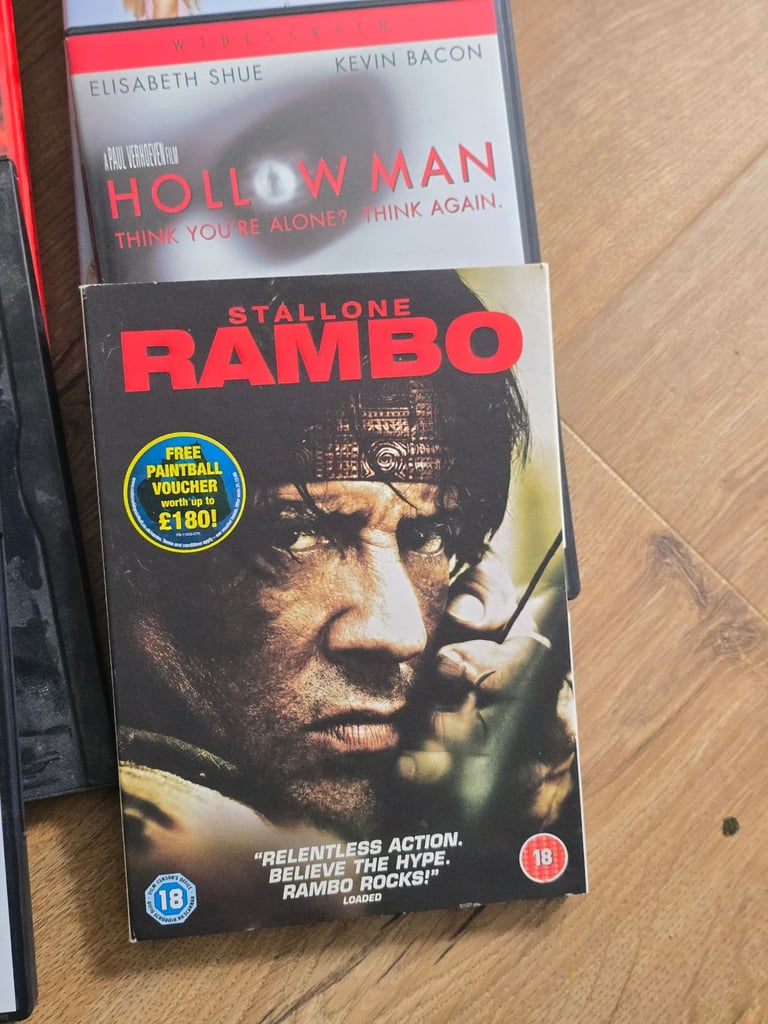 WIDESCREEN
ELISABETH SHUE
KEVIN BACON
A PAUL VERHOEVEN FILM
HOLLOW MAN
THINK YOU'RE ALONE? THINK AGAIN.
STALLONE
RAMBO
FREE
PAINTBALL
VOUCHER
worth up to
£180!
"RELENTLESS ACTION.
BELIEVE THE HYPE.
RAMBO ROCKS!"
LOADED
18
18